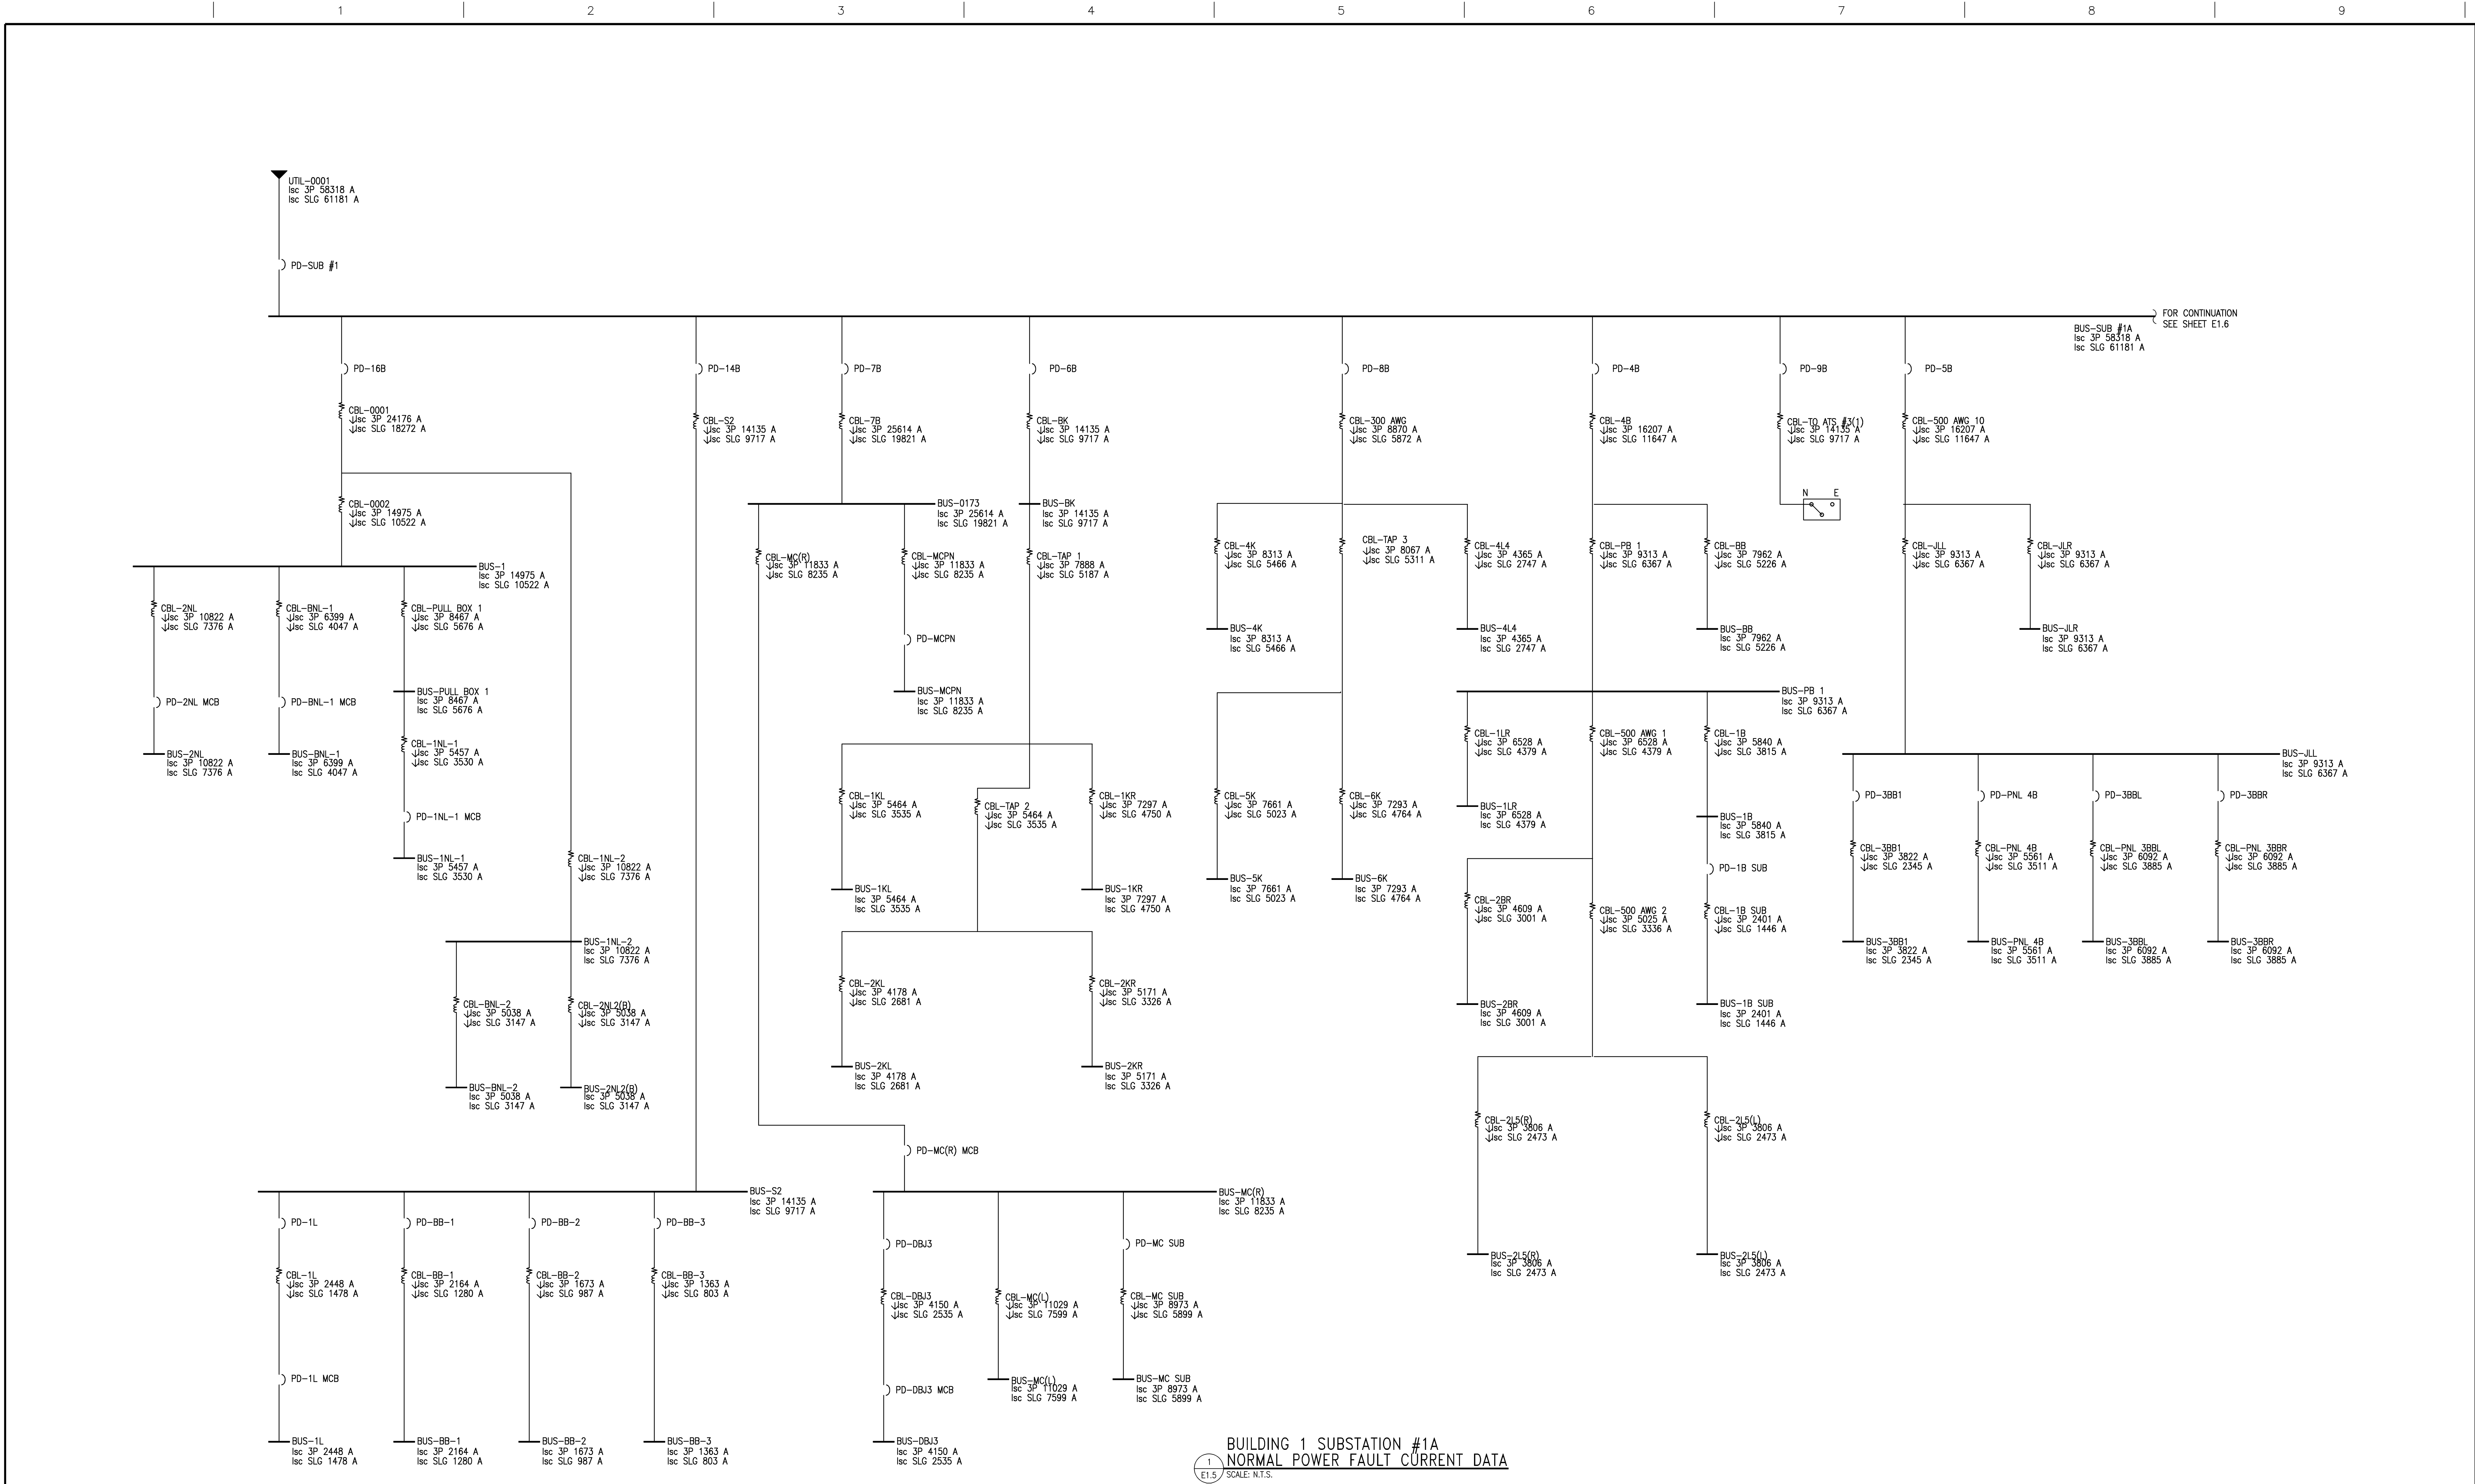 1 2 3 4 5 6 7 8 9
UTIL-0001
Isc 3P 58318 A
Isc SLG 61181 A
PD-SUB #1
FOR CONTINUATION
SEE SHEET E1.6
BUS-SUB #1A
Isc 3P 58318 A
Isc SLG 61181 A
PD-16B
PD-14B
PD-7B
PD-6B
PD-8B
PD-4B
PD-9B
PD-5B
CBL-0001
Isc 3P 24176 A
Isc SLG 18272 A
CBL-S2
Isc 3P 14135 A
Isc SLG 9717 A
CBL-7B
Isc 3P 25614 A
Isc SLG 19821 A
CBL-BK
Isc 3P 14135 A
Isc SLG 9717 A
CBL-300 AWG
Isc 3P 8870 A
Isc SLG 5872 A
CBL-4B
Isc 3P 16207 A
Isc SLG 11647 A
CBL-TO ATS #3(1)
Isc 3P 14135 A
Isc SLG 9717 A
CBL-500 AWG 10
Isc 3P 16207 A
Isc SLG 11647 A
CBL-0002
Isc 3P 14975 A
Isc SLG 10522 A
BUS-0173
Isc 3P 25614 A
Isc SLG 19821 A
BUS-BK
Isc 3P 14135 A
Isc SLG 9717 A
N E
CBL-MC(R)
Isc 3P 11833 A
Isc SLG 8235 A
CBL-MCPN
Isc 3P 11833 A
Isc SLG 8235 A
CBL-TAP 1
Isc 3P 7888 A
Isc SLG 5187 A
CBL-4K
Isc 3P 8313 A
Isc SLG 5466 A
CBL-TAP 3
Isc 3P 8067 A
Isc SLG 5311 A
CBL-4L4
Isc 3P 4365 A
Isc SLG 2747 A
CBL-PB 1
Isc 3P 9313 A
Isc SLG 6367 A
CBL-BB
Isc 3P 7962 A
Isc SLG 5226 A
CBL-JLL
Isc 3P 9313 A
Isc SLG 6367 A
CBL-JLR
Isc 3P 9313 A
Isc SLG 6367 A
BUS-1
Isc 3P 14975 A
Isc SLG 10522 A
CBL-2NL
Isc 3P 10822 A
Isc SLG 7376 A
CBL-BNL-1
Isc 3P 6399 A
Isc SLG 4047 A
CBL-PULL BOX 1
Isc 3P 8467 A
Isc SLG 5676 A
PD-MCPN
BUS-4K
Isc 3P 8313 A
Isc SLG 5466 A
BUS-4L4
Isc 3P 4365 A
Isc SLG 2747 A
BUS-BB
Isc 3P 7962 A
Isc SLG 5226 A
BUS-JLR
Isc 3P 9313 A
Isc SLG 6367 A
PD-2NL MCB
PD-BNL-1 MCB
BUS-PULL BOX 1
Isc 3P 8467 A
Isc SLG 5676 A
BUS-MCPN
Isc 3P 11833 A
Isc SLG 8235 A
BUS-PB 1
Isc 3P 9313 A
Isc SLG 6367 A
BUS-2NL
Isc 3P 10822 A
Isc SLG 7376 A
BUS-BNL-1
Isc 3P 6399 A
Isc SLG 4047 A
CBL-1NL-1
Isc 3P 5457 A
Isc SLG 3530 A
CBL-1LR
Isc 3P 6528 A
Isc SLG 4379 A
CBL-500 AWG 1
Isc 3P 6528 A
Isc SLG 4379 A
CBL-1B
Isc 3P 5840 A
Isc SLG 3815 A
BUS-JLL
Isc 3P 9313 A
Isc SLG 6367 A
PD-1NL-1 MCB
CBL-1KL
Isc 3P 5464 A
Isc SLG 3535 A
CBL-TAP 2
Isc 3P 5464 A
Isc SLG 3535 A
CBL-1KR
Isc 3P 7297 A
Isc SLG 4750 A
CBL-5K
Isc 3P 7661 A
Isc SLG 5023 A
CBL-6K
Isc 3P 7293 A
Isc SLG 4764 A
BUS-1LR
Isc 3P 6528 A
Isc SLG 4379 A
BUS-1B
Isc 3P 5840 A
Isc SLG 3815 A
PD-3BB1
PD-PNL 4B
PD-3BBL
PD-3BBR
BUS-1NL-1
Isc 3P 5457 A
Isc SLG 3530 A
CBL-1NL-2
Isc 3P 10822 A
Isc SLG 7376 A
BUS-1KL
Isc 3P 5464 A
Isc SLG 3535 A
BUS-1KR
Isc 3P 7297 A
Isc SLG 4750 A
BUS-5K
Isc 3P 7661 A
Isc SLG 5023 A
BUS-6K
Isc 3P 7293 A
Isc SLG 4764 A
PD-1B SUB
CBL-3BB1
Isc 3P 3822 A
Isc SLG 2345 A
CBL-PNL 4B
Isc 3P 5561 A
Isc SLG 3511 A
CBL-PNL 3BBL
Isc 3P 6092 A
Isc SLG 3885 A
CBL-PNL 3BBR
Isc 3P 6092 A
Isc SLG 3885 A
CBL-2BR
Isc 3P 4609 A
Isc SLG 3001 A
CBL-500 AWG 2
Isc 3P 5025 A
Isc SLG 3336 A
CBL-1B SUB
Isc 3P 2401 A
Isc SLG 1446 A
BUS-1NL-2
Isc 3P 10822 A
Isc SLG 7376 A
BUS-3BB1
Isc 3P 3822 A
Isc SLG 2345 A
BUS-PNL 4B
Isc 3P 5561 A
Isc SLG 3511 A
BUS-3BBL
Isc 3P 6092 A
Isc SLG 3885 A
BUS-3BBR
Isc 3P 6092 A
Isc SLG 3885 A
CBL-BNL-2
Isc 3P 5038 A
Isc SLG 3147 A
CBL-2NL2(B)
Isc 3P 5038 A
Isc SLG 3147 A
CBL-2KL
Isc 3P 4178 A
Isc SLG 2681 A
CBL-2KR
Isc 3P 5171 A
Isc SLG 3326 A
BUS-2BR
Isc 3P 4609 A
Isc SLG 3001 A
BUS-1B SUB
Isc 3P 2401 A
Isc SLG 1446 A
BUS-BNL-2
Isc 3P 5038 A
Isc SLG 3147 A
BUS-2NL2(B)
Isc 3P 5038 A
Isc SLG 3147 A
BUS-2KL
Isc 3P 4178 A
Isc SLG 2681 A
BUS-2KR
Isc 3P 5171 A
Isc SLG 3326 A
CBL-2L5(R)
Isc 3P 3806 A
Isc SLG 2473 A
CBL-2L5(L)
Isc 3P 3806 A
Isc SLG 2473 A
PD-MC(R) MCB
BUS-S2
Isc 3P 14135 A
Isc SLG 9717 A
BUS-MC(R)
Isc 3P 11833 A
Isc SLG 8235 A
PD-1L
PD-BB-1
PD-BB-2
PD-BB-3
PD-DBJ3
PD-MC SUB
BUS-2L5(R)
Isc 3P 3806 A
Isc SLG 2473 A
BUS-2L5(L)
Isc 3P 3806 A
Isc SLG 2473 A
CBL-1L
Isc 3P 2448 A
Isc SLG 1478 A
CBL-BB-1
Isc 3P 2164 A
Isc SLG 1280 A
CBL-BB-2
Isc 3P 1673 A
Isc SLG 987 A
CBL-BB-3
Isc 3P 1363 A
Isc SLG 803 A
CBL-DBJ3
Isc 3P 4150 A
Isc SLG 2535 A
CBL-MC(L)
Isc 3P 11029 A
Isc SLG 7599 A
CBL-MC SUB
Isc 3P 8973 A
Isc SLG 5899 A
PD-1L MCB
PD-DBJ3 MCB
BUS-MC(L)
Isc 3P 11029 A
Isc SLG 7599 A
BUS-MC SUB
Isc 3P 8973 A
Isc SLG 5899 A
BUS-1L
Isc 3P 2448 A
Isc SLG 1478 A
BUS-BB-1
Isc 3P 2164 A
Isc SLG 1280 A
BUS-BB-2
Isc 3P 1673 A
Isc SLG 987 A
BUS-BB-3
Isc 3P 1363 A
Isc SLG 803 A
BUS-DBJ3
Isc 3P 4150 A
Isc SLG 2535 A
BUILDING 1 SUBSTATION #1A
1 NORMAL POWER FAULT CURRENT DATA
E1.5 SCALE: N.T.S.